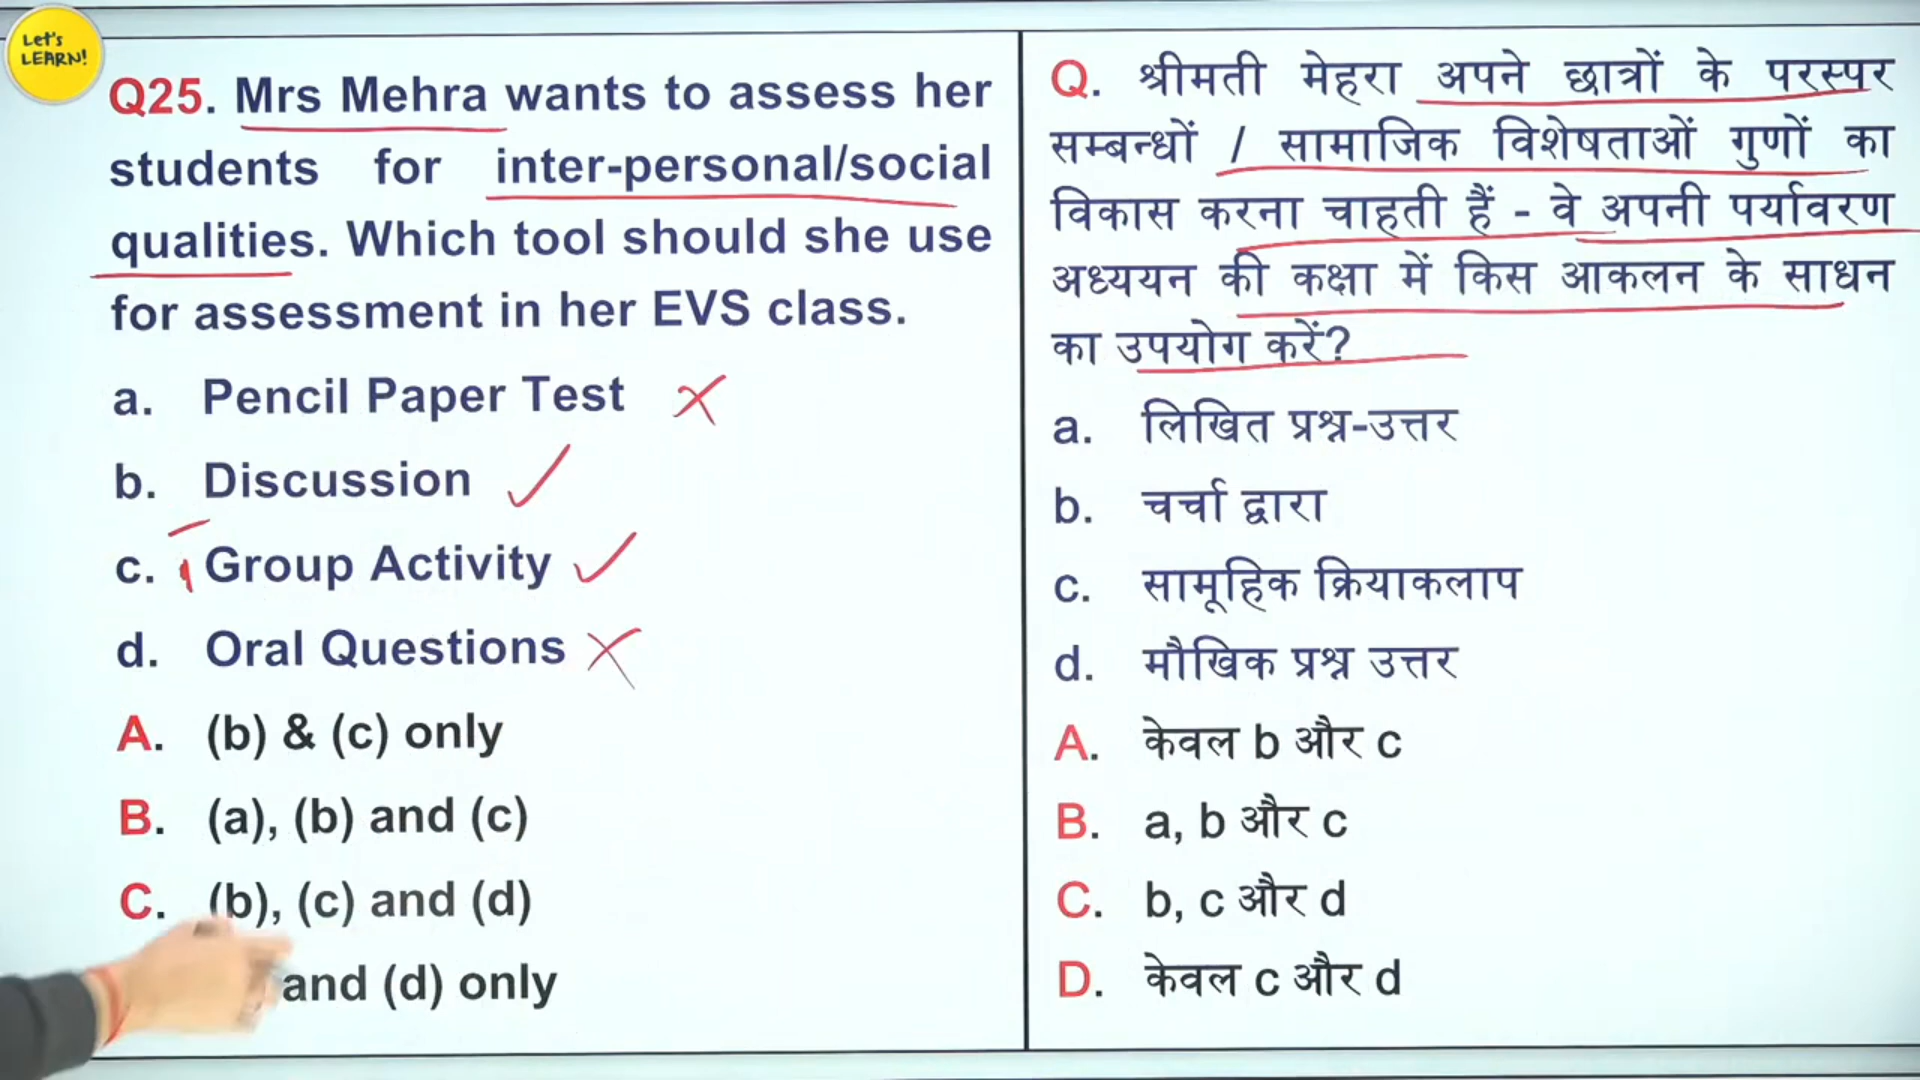 Let's
LEARN!
Q25. Mrs Mehra wants to assess her
students for inter-personal/social
qualities. Which tool should she use
for assessment in her EVS class.
a. Pencil Paper Test
b. Discussion
c. Group Activity
d. Oral Questions
A. (b) & (c) only
B. (a), (b) and (c)
C. (b), (c) and (d)
and (d) only
Q. श्रीमती मेहरा अपने छात्रों के परस्पर
सम्बन्धों / सामाजिक विशेषताओं गुणों का
विकास करना चाहती हैं - वे अपनी पर्यावरण
अध्ययन की कक्षा में किस आकलन के साधन
का उपयोग करें?
a. लिखित प्रश्न-उत्तर
b. चर्चा द्वारा
c. सामूहिक क्रियाकलाप
d. मौखिक प्रश्न उत्तर
A. केवल b और c
B. a, b और c
C. b, c और d
D. केवल c और d